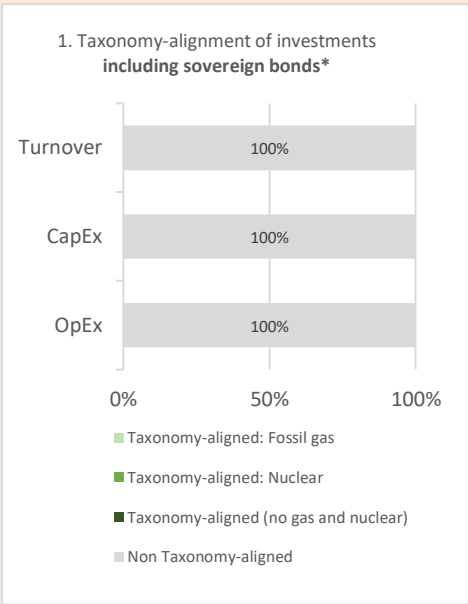 1. Taxonomy-alignment of investments
including sovereign bonds*
Turnover
100%
CapEx
100%
OpEx
100%
0%
50%
100%
Taxonomy-aligned: Fossil gas
Taxonomy-aligned: Nuclear
Taxonomy-aligned (no gas and nuclear)
Non Taxonomy-aligned